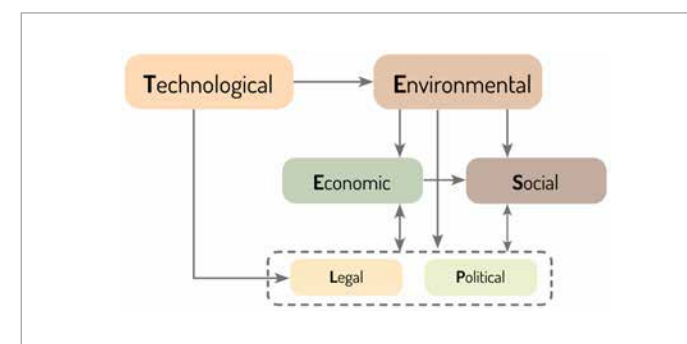 Technological
Environmental
Economic
Social
Legal
Political